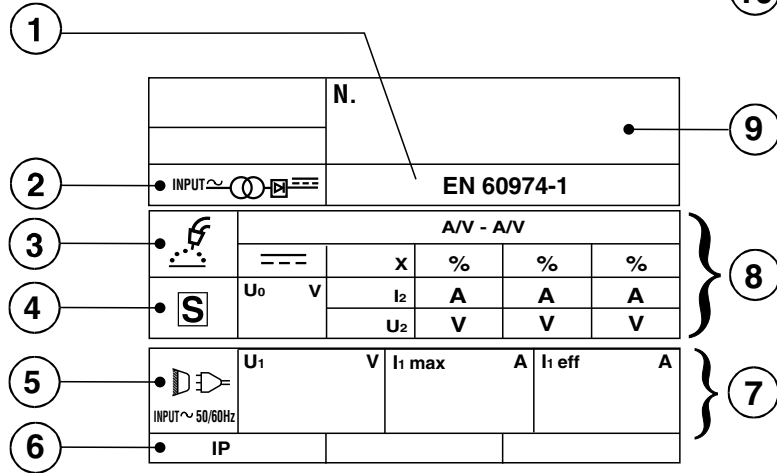 10
1
N.
9
2
INPUT
EN 60974-1
3
A/V - A/V
X % % %
8
4
S
U0 V
I2 A A A
U2 V V V
5
U1 V I1 max A I1 eff A
7
INPUT ~ 50/60Hz
6
IP